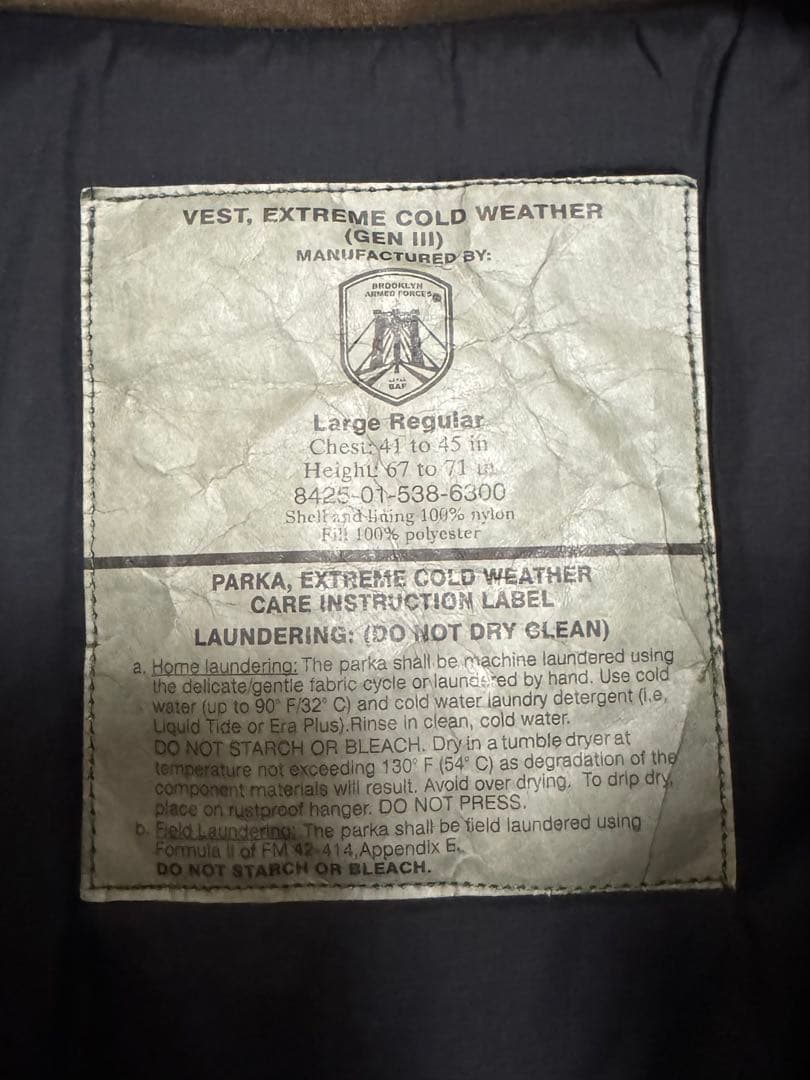 VEST, EXTREME COLD WEATHER
(GEN III)
MANUFACTURED BY:
BROOKLYN
ARMED FORCES
BAF
Large Regular
Chest: 41 to 45 in
Height: 67 to 71 in
8425-01-538-6300
Shell and lining 100% nylon
Fill 100% polyester
PARKA, EXTREME COLD WEATHER
CARE INSTRUCTION LABEL
LAUNDERING: (DO NOT DRY CLEAN)
a. Home laundering: The parka shall be machine laundered using
the delicate/gentle fabric cycle or laundered by hand. Use cold
water (up to 90° F/32° C) and cold water laundry detergent (i.e,
Liquid Tide or Era Plus).Rinse in clean, cold water.
DO NOT STARCH OR BLEACH. Dry in a tumble dryer at
temperature not exceeding 130° F (54° C) as degradation of the
component materials will result. Avoid over drying. To drip dry,
place on rustproof hanger. DO NOT PRESS.
b. Field Laundering: The parka shall be field laundered using
Formula II of FM 42-414,Appendix E.
DO NOT STARCH OR BLEACH.